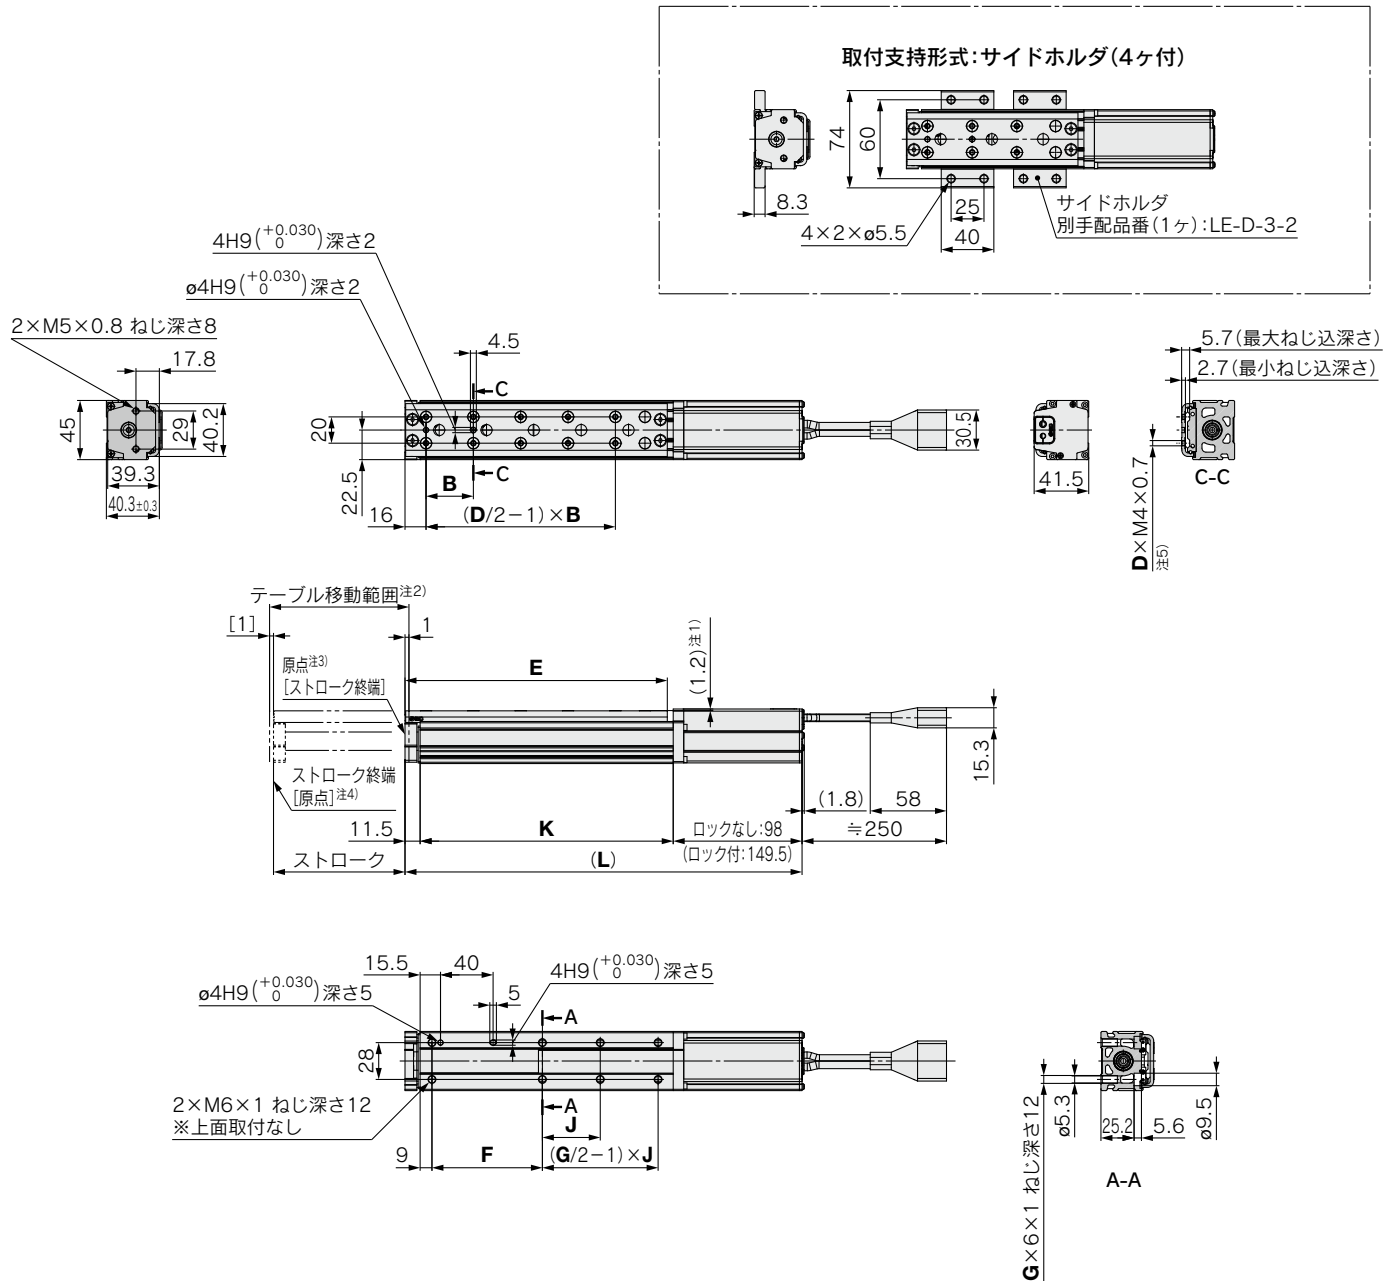 取付支持形式:サイドホルダ(4ヶ付)
74
60
8.3
25
40
4×2×ø5.5
サイドホルダ
別手配品番(1ヶ):LE-D-3-2
4H9(+0.030 0)深さ2
ø4H9(+0.030 0)深さ2
2×M5×0.8 ねじ深さ8
17.8
45
29
40.2
39.3
40.3±0.3
4.5
C
C
20
22.5
B
16
(D/2−1)×B
30.5
41.5
5.7(最大ねじ込深さ)
2.7(最小ねじ込深さ)
C-C
D×M4×0.7
注5)
テーブル移動範囲注2)
[1]
1
原点注3)
[ストローク終端]
E
(1.2)注1)
15.3
ストローク終端
[原点]注4)
11.5
K
ロックなし:98
(ロック付:149.5)
(1.8)
58
≒250
ストローク
(L)
15.5
40
4H9(+0.030 0)深さ5
ø4H9(+0.030 0)深さ5
5
A
A
28
2×M6×1 ねじ深さ12
※上面取付なし
J
9
F
(G/2−1)×J
G×6×1 ねじ深さ12
ø5.3
25.2
5.6
ø9.5
A-A